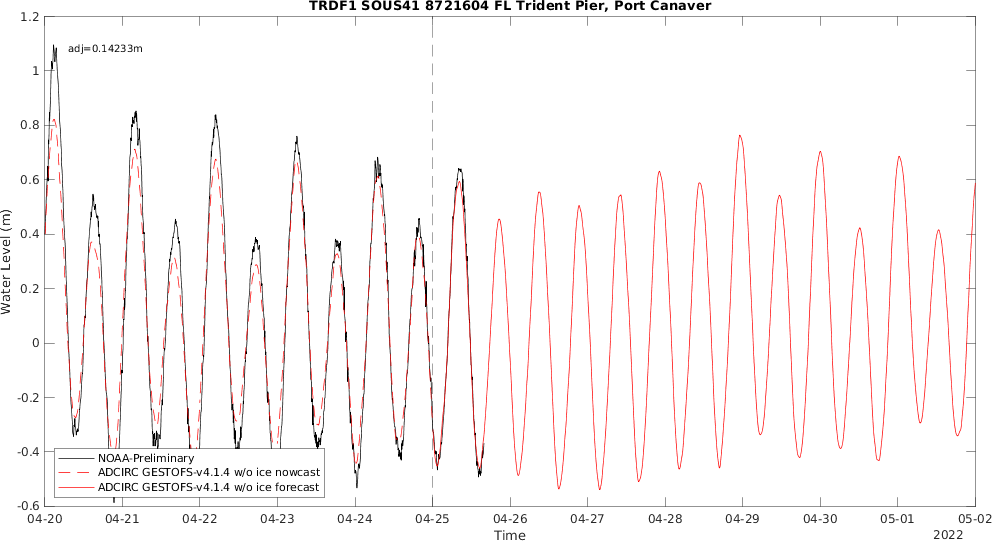 TRDF1 SOUS41 8721604 FL Trident Pier, Port Canaver
adj=0.14233m
1.2
1
0.8
0.6
0.4
0.2
0
-0.2
-0.4
-0.6
Water Level (m)
NOAA-Preliminary
ADCIRC GESTOFS-v4.1.4 w/o ice nowcast
ADCIRC GESTOFS-v4.1.4 w/o ice forecast
04-20 04-21 04-22 04-23 04-24 04-25 04-26 04-27 04-28 04-29 04-30 05-01 05-02
Time
2022